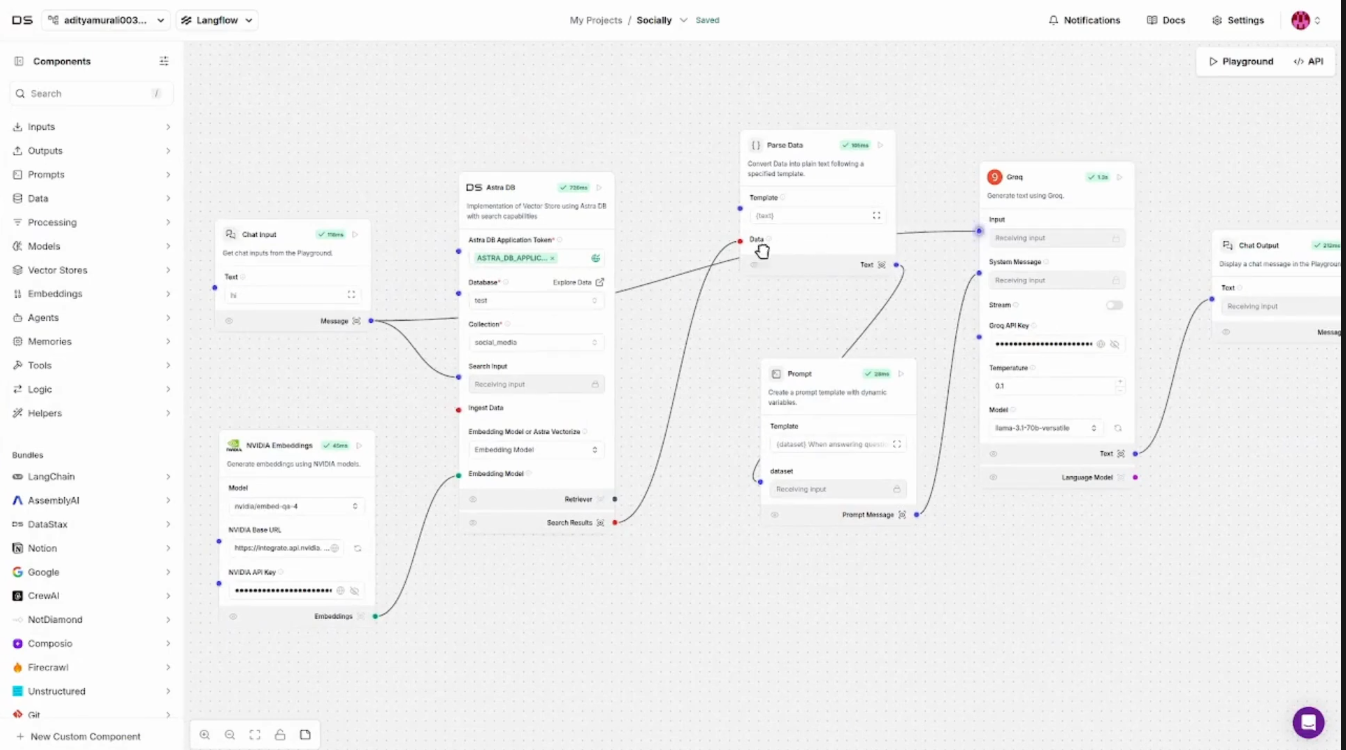 DS
adityamurali003...
Langflow
My Projects / Socially
Saved
Notifications
Docs
Settings
Playground
API
Components
Search
/
Inputs
Outputs
Prompts
Data
Processing
Models
Vector Stores
Embeddings
Agents
Memories
Tools
Logic
Helpers
Bundles
LangChain
AssemblyAI
DS DataStax
Notion
Google
CrewAI
NotDiamond
Composio
Firecrawl
Unstructured
Git
+ New Custom Component
Chat Input
Get chat inputs from the Playground.
Text
hi
Message
NVIDIA Embeddings
Generate embeddings using NVIDIA models.
Model
nvidia/embed-qa-4
NVIDIA Base URL
https://integrate.api.nvidia. ...
NVIDIA API Key
Embeddings
DS Astra DB
Implementation of Vector Store using Astra DB
with search capabilities
Astra DB Application Token*
ASTRA_DB_APPLIC... ×
Database*
Explore Data
test
Collection*
social_media
Search Input
Receiving input
Ingest Data
Embedding Model or Astra Vectorize
Embedding Model
Embedding Model
Retriever
Search Results
Parse Data
Convert Data into plain text following a
specified template.
Template
{text}
Data
Text
Prompt
28ms
Create a prompt template with dynamic
variables.
Template
{dataset} When answering
dataset
Receiving input
Prompt Message
Groq
1.2s
Generate text using Groq.
Input
Receiving input
System Message
Receiving input
Stream
Groq API Key
Temperature
0.1
Model
llama-3.1-70b-versatile
Text
Language Model
Chat Output
Display a chat message in the Playgroun
Text
Receiving input
Messag